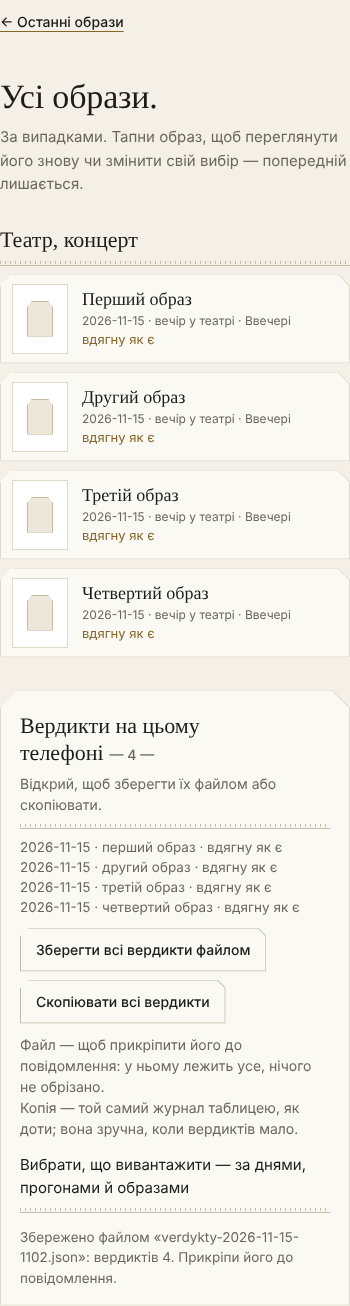 ← Останні образи
Усі образи.
За випадками. Тапни образ, щоб переглянути
його знову чи змінити свій вибір — попередній
лишається.
Театр, концерт
Перший образ
2026-11-15 · вечір у театрі · Ввечері
вдягну як є
Другий образ
2026-11-15 · вечір у театрі · Ввечері
вдягну як є
Третій образ
2026-11-15 · вечір у театрі · Ввечері
вдягну як є
Четвертий образ
2026-11-15 · вечір у театрі · Ввечері
вдягну як є
Вердикти на цьому
телефоні — 4 —
Відкрий, щоб зберегти їх файлом або
скопіювати.
2026-11-15 · перший образ · вдягну як є
2026-11-15 · другий образ · вдягну як є
2026-11-15 · третій образ · вдягну як є
2026-11-15 · четвертий образ · вдягну як є
Зберегти всі вердикти файлом
Скопіювати всі вердикти
Файл — щоб прикріпити його до
повідомлення: у ньому лежить усе, нічого
не обрізано.
Копія — той самий журнал таблицею, як
доти; вона зручна, коли вердиктів мало.
Вибрати, що вивантажити — за днями,
прогонами й образами
Збережено файлом «verdykty-2026-11-15-
1102.json»: вердиктів 4. Прикріпи його до
повідомлення.